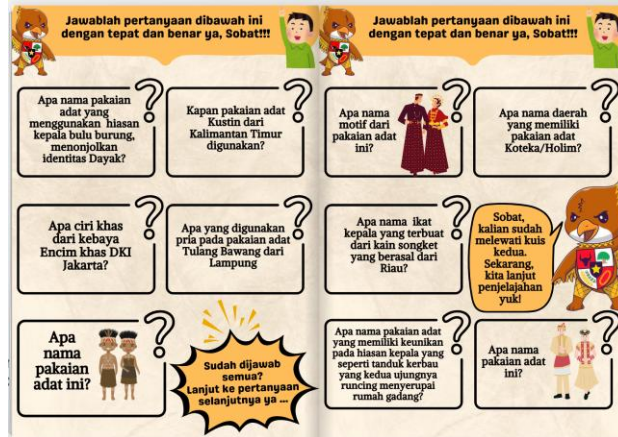 Jawablah pertanyaan dibawah ini
dengan tepat dan benar ya, Sobat!!!
Apa nama pakaian
adat yang
menggunakan hiasan
kepala bulu burung,
menonjolkan
identitas Dayak?
?
Kapan pakaian adat
Kustin dari
Kalimantan Timur
digunakan?
?
Apa ciri khas
dari kebaya
Encim khas DKI
Jakarta?
?
Apa yang digunakan
pria pada pakaian adat
Tulang Bawang dari
Lampung
?
Apa
nama
pakaian
adat ini?
?
Sudah dijawab
semua?
Lanjut ke pertanyaan
selanjutnya ya ...
Jawablah pertanyaan dibawah ini
dengan tepat dan benar ya, Sobat!!!
Apa nama
motif dari
pakaian adat
ini?
?
Apa nama daerah
yang memiliki
pakaian adat
Koteka/Holim?
?
Apa nama ikat
kepala yang terbuat
dari kain songket
yang berasal dari
Riau?
?
Sobat,
kalian sudah
melewati kuis
kedua.
Sekarang,
kita lanjut
penjelajahan
yuk!
Apa nama pakaian adat
yang memiliki keunikan
pada hiasan kepala yang
seperti tanduk kerbau
yang kedua ujungnya
runcing menyerupai
rumah gadang?
?
Apa nama
pakaian adat
ini?
?